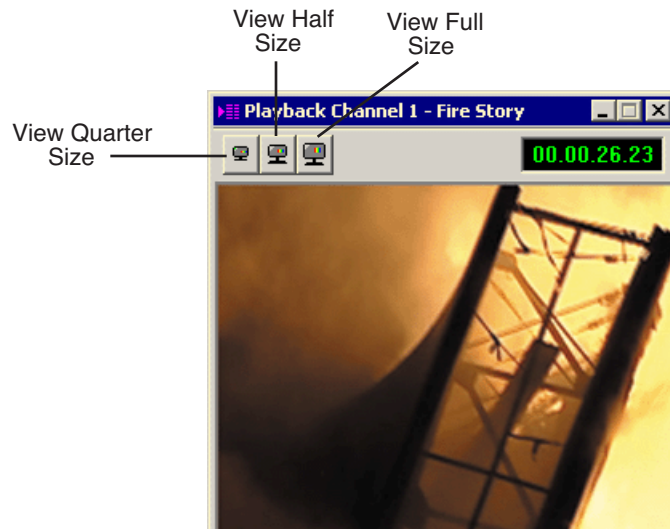 View Half
Size
View Full
Size
View Quarter
Size
Playback Channel 1 - Fire Story
00.00.26.23